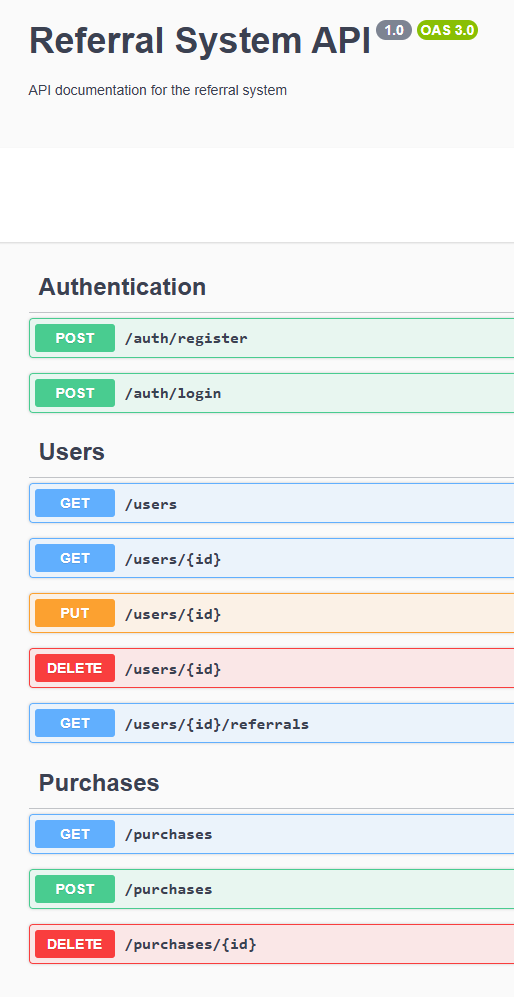 Referral System API 1.0 OAS 3.0
API documentation for the referral system
Authentication
POST /auth/register
POST /auth/login
Users
GET /users
GET /users/{id}
PUT /users/{id}
DELETE /users/{id}
GET /users/{id}/referrals
Purchases
GET /purchases
POST /purchases
DELETE /purchases/{id}